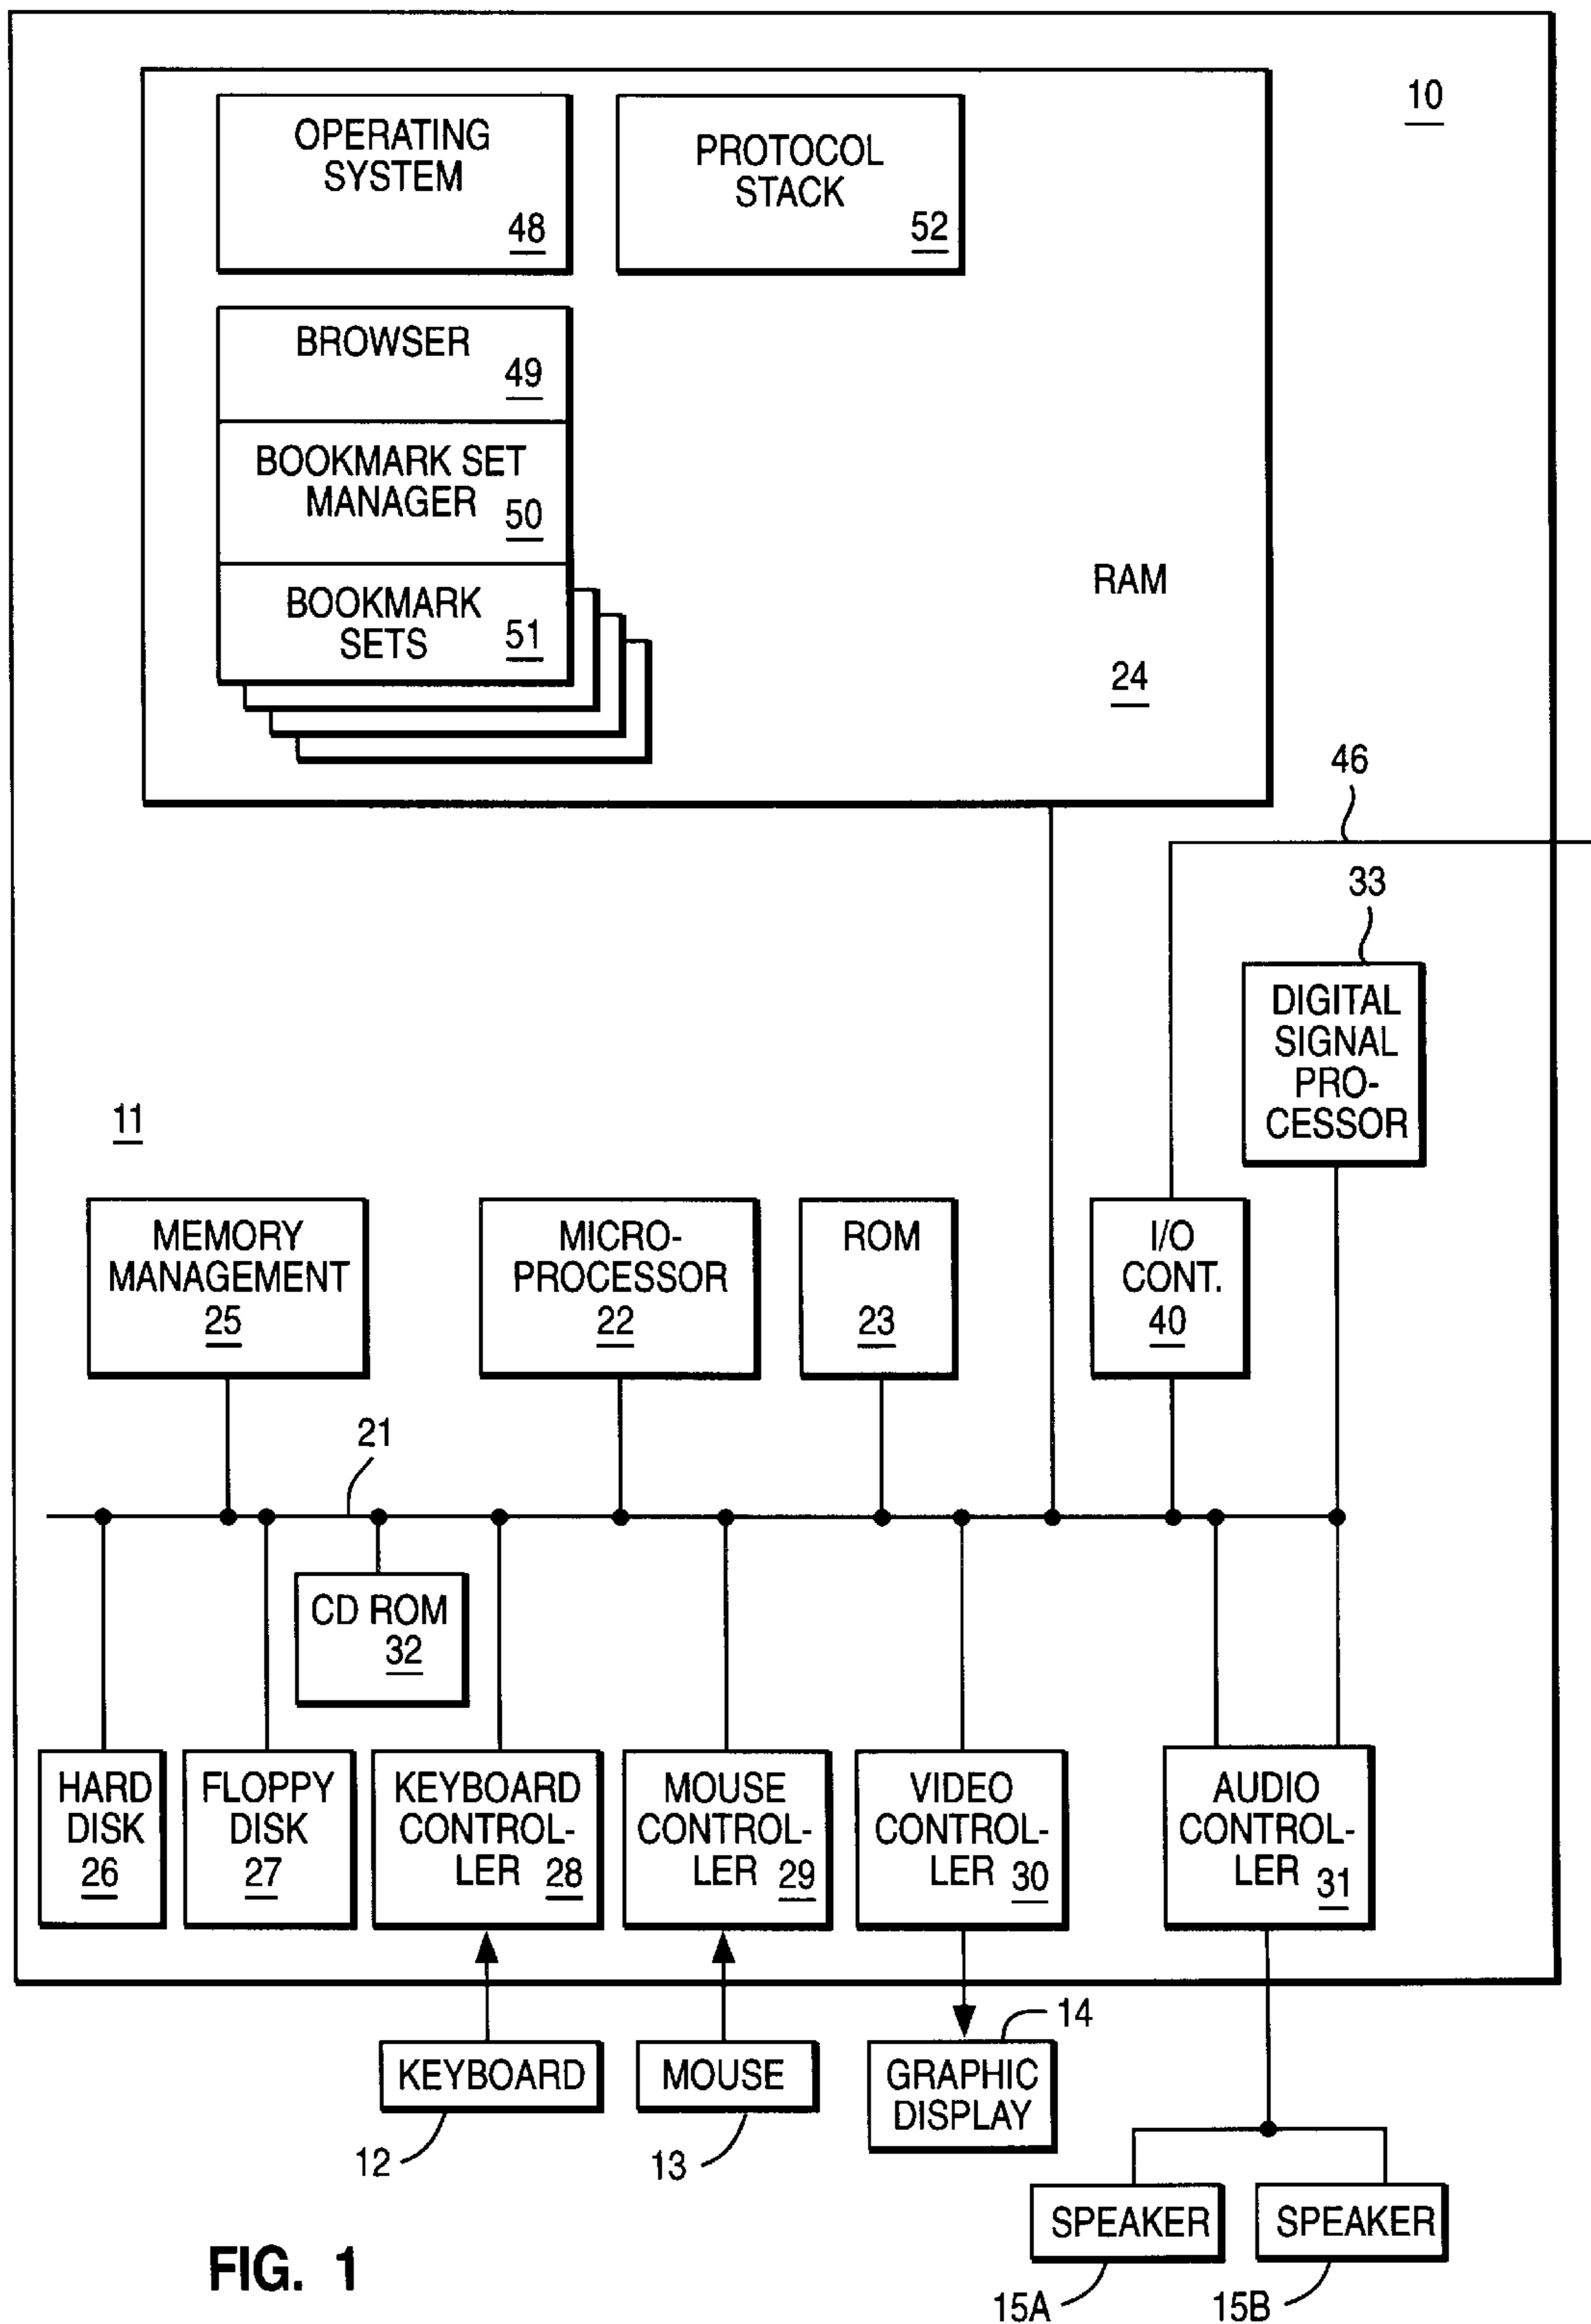 10
OPERATING
SYSTEM
48
PROTOCOL
STACK
52
BROWSER
49
BOOKMARK SET
MANAGER
50
BOOKMARK
SETS
51
RAM
24
46
33
DIGITAL
SIGNAL
PRO-
CESSOR
11
MEMORY
MANAGEMENT
25
MICRO-
PROCESSOR
22
ROM
23
I/O
CONT.
40
21
CD ROM
32
HARD
DISK
26
FLOPPY
DISK
27
KEYBOARD
CONTROL-
LER
28
MOUSE
CONTROL-
LER
29
VIDEO
CONTROL-
LER
30
AUDIO
CONTROL-
LER
31
KEYBOARD
12
MOUSE
13
14
GRAPHIC
DISPLAY
SPEAKER
15A
SPEAKER
15B
FIG. 1